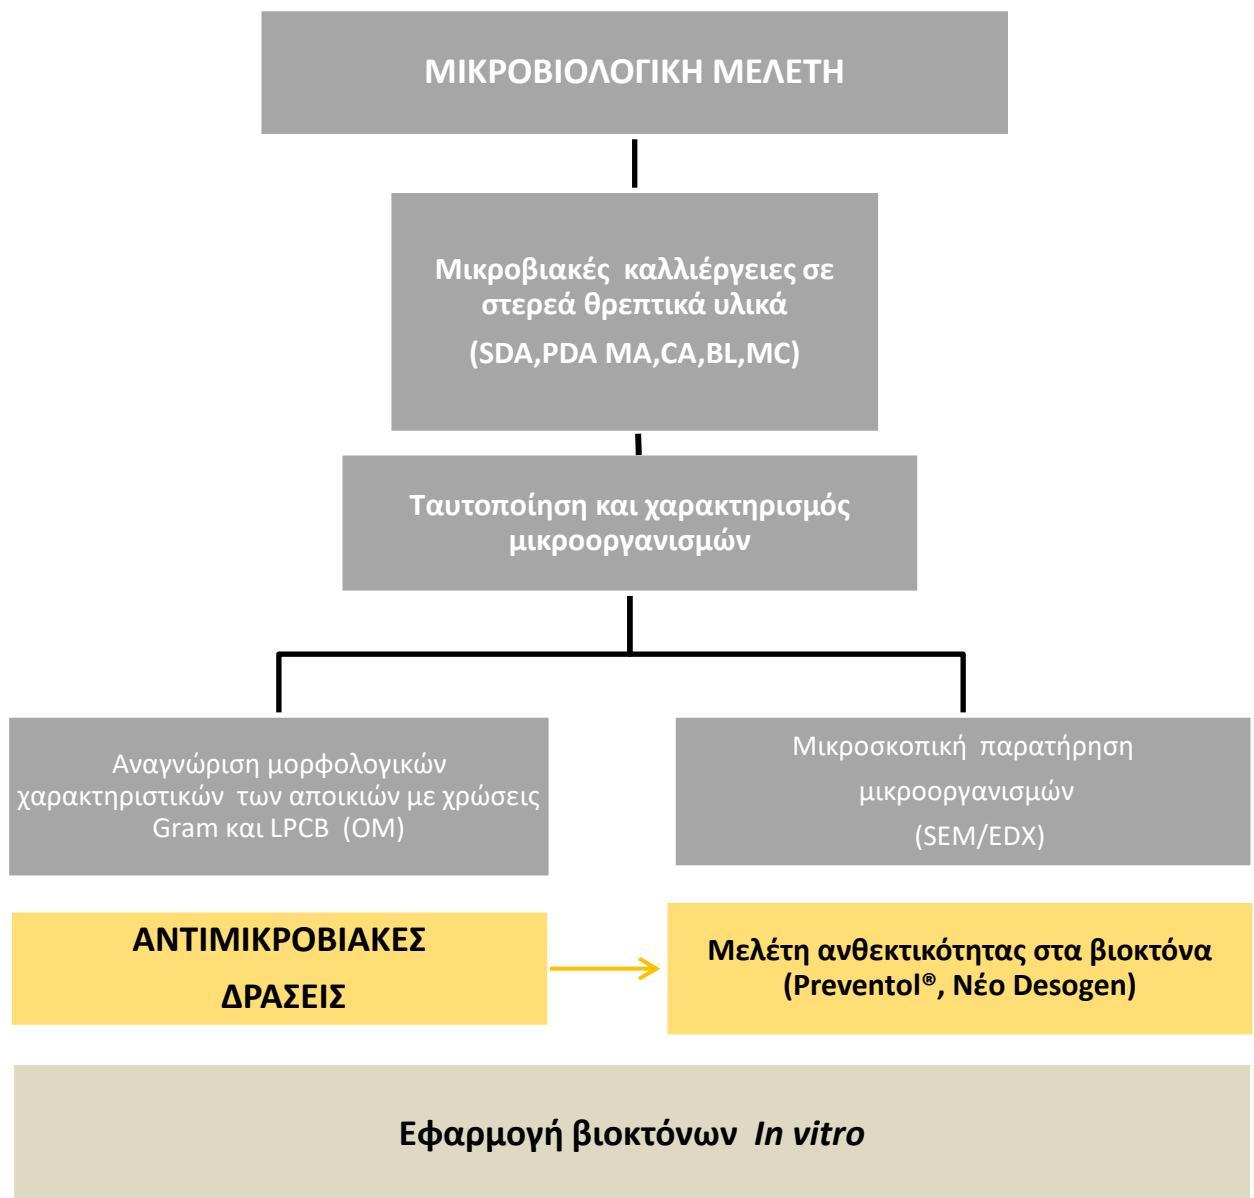 ΜΙΚΡΟΒΙΟΛΟΓΙΚΗ ΜΕΛΕΤΗ
Μικροβιακές καλλιέργειες σε
στερεά θρεπτικά υλικά
(SDA,PDA MA,CA,BL,MC)
Ταυτοποίηση και χαρακτηρισμός
μικροοργανισμών
Αναγνώριση μορφολογικών
χαρακτηριστικών των αποικιών με χρώσεις
Gram και LPCB (OM)
Μικροσκοπική παρατήρηση
μικροοργανισμών
(SEM/EDX)
ΑΝΤΙΜΙΚΡΟΒΙΑΚΕΣ
ΔΡΑΣΕΙΣ
Μελέτη ανθεκτικότητας στα βιοκτόνα
(Preventol®, Νέο Desogen)
Εφαρμογή βιοκτόνων In vitro